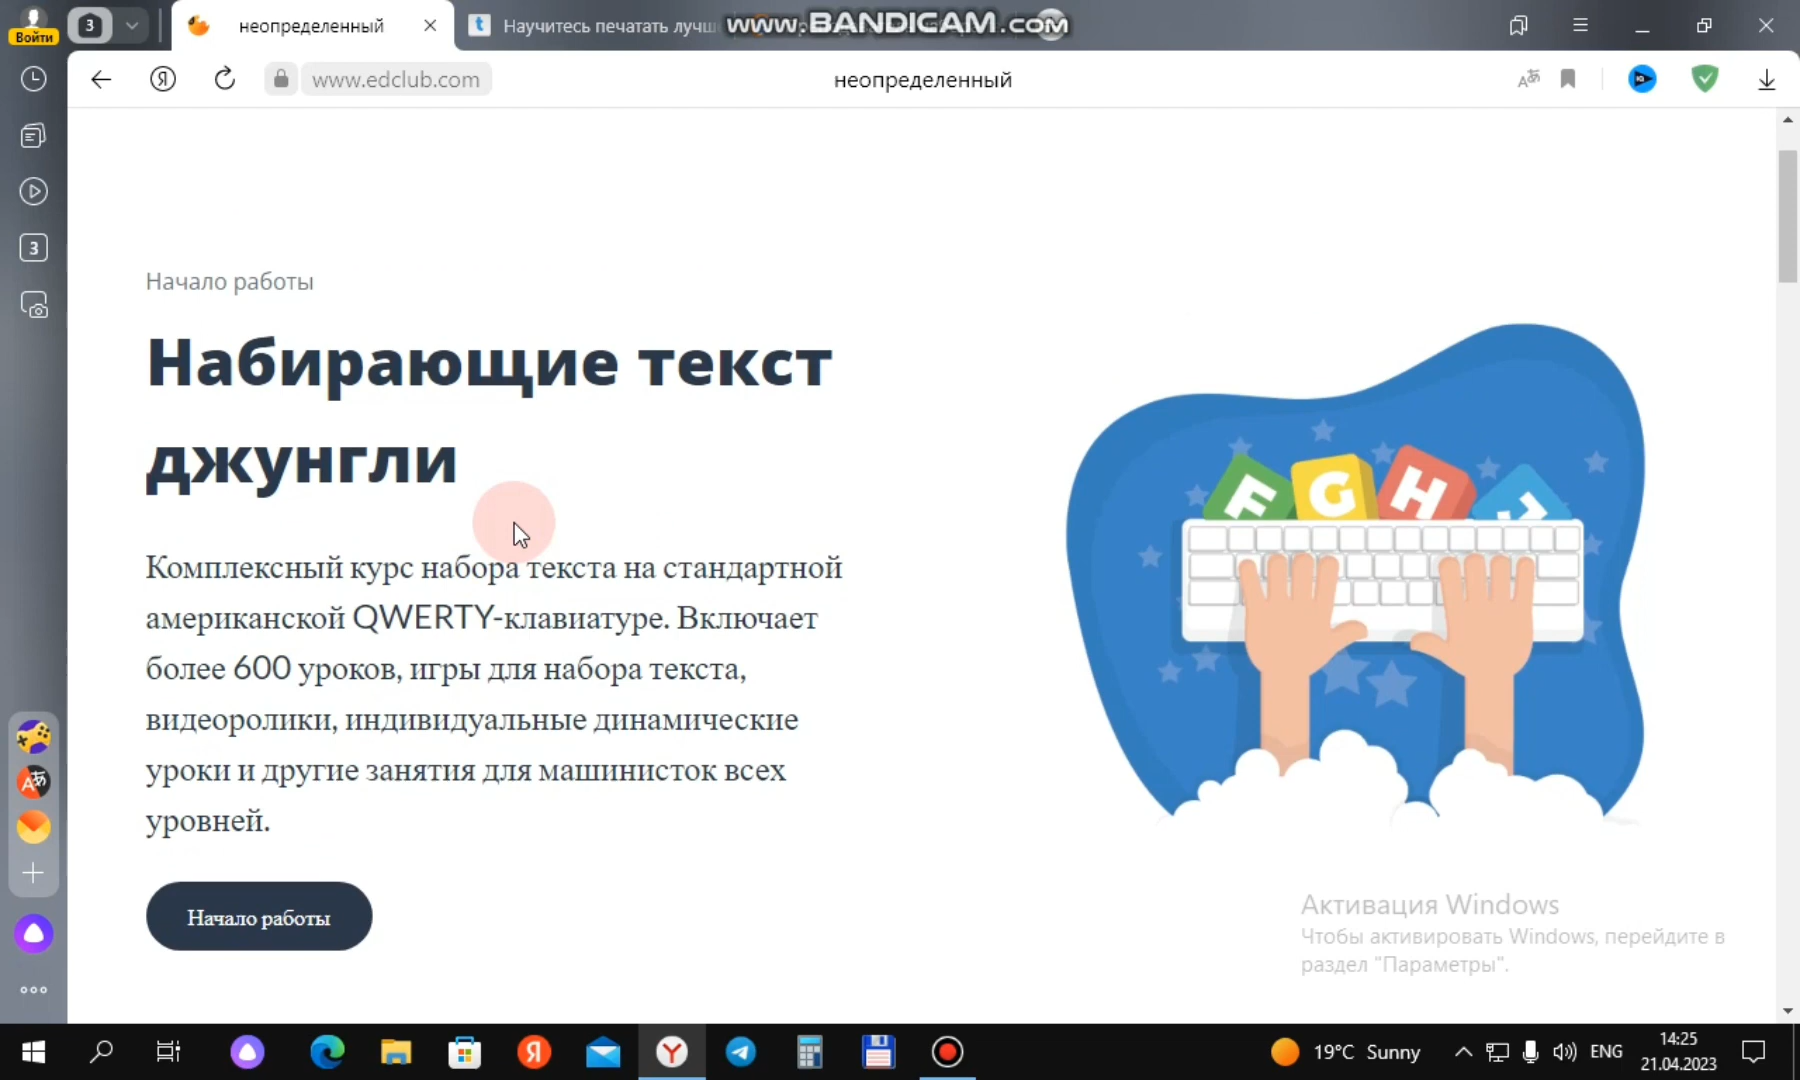 Войти
3
неопределенный
Научитесь печатать лучш
www.BANDICAM.com
www.edclub.com
неопределенный
3
Начало работы
Набирающие текст
джунгли
F G H J
Комплексный курс набора текста на стандартной
американской QWERTY-клавиатуре. Включает
более 600 уроков, игры для набора текста,
видеоролики, индивидуальные динамические
уроки и другие занятия для машинисток всех
уровней.
Начало работы
Активация Windows
Чтобы активировать Windows, перейдите в
раздел "Параметры".
19°C Sunny
ENG
14:25
21.04.2023